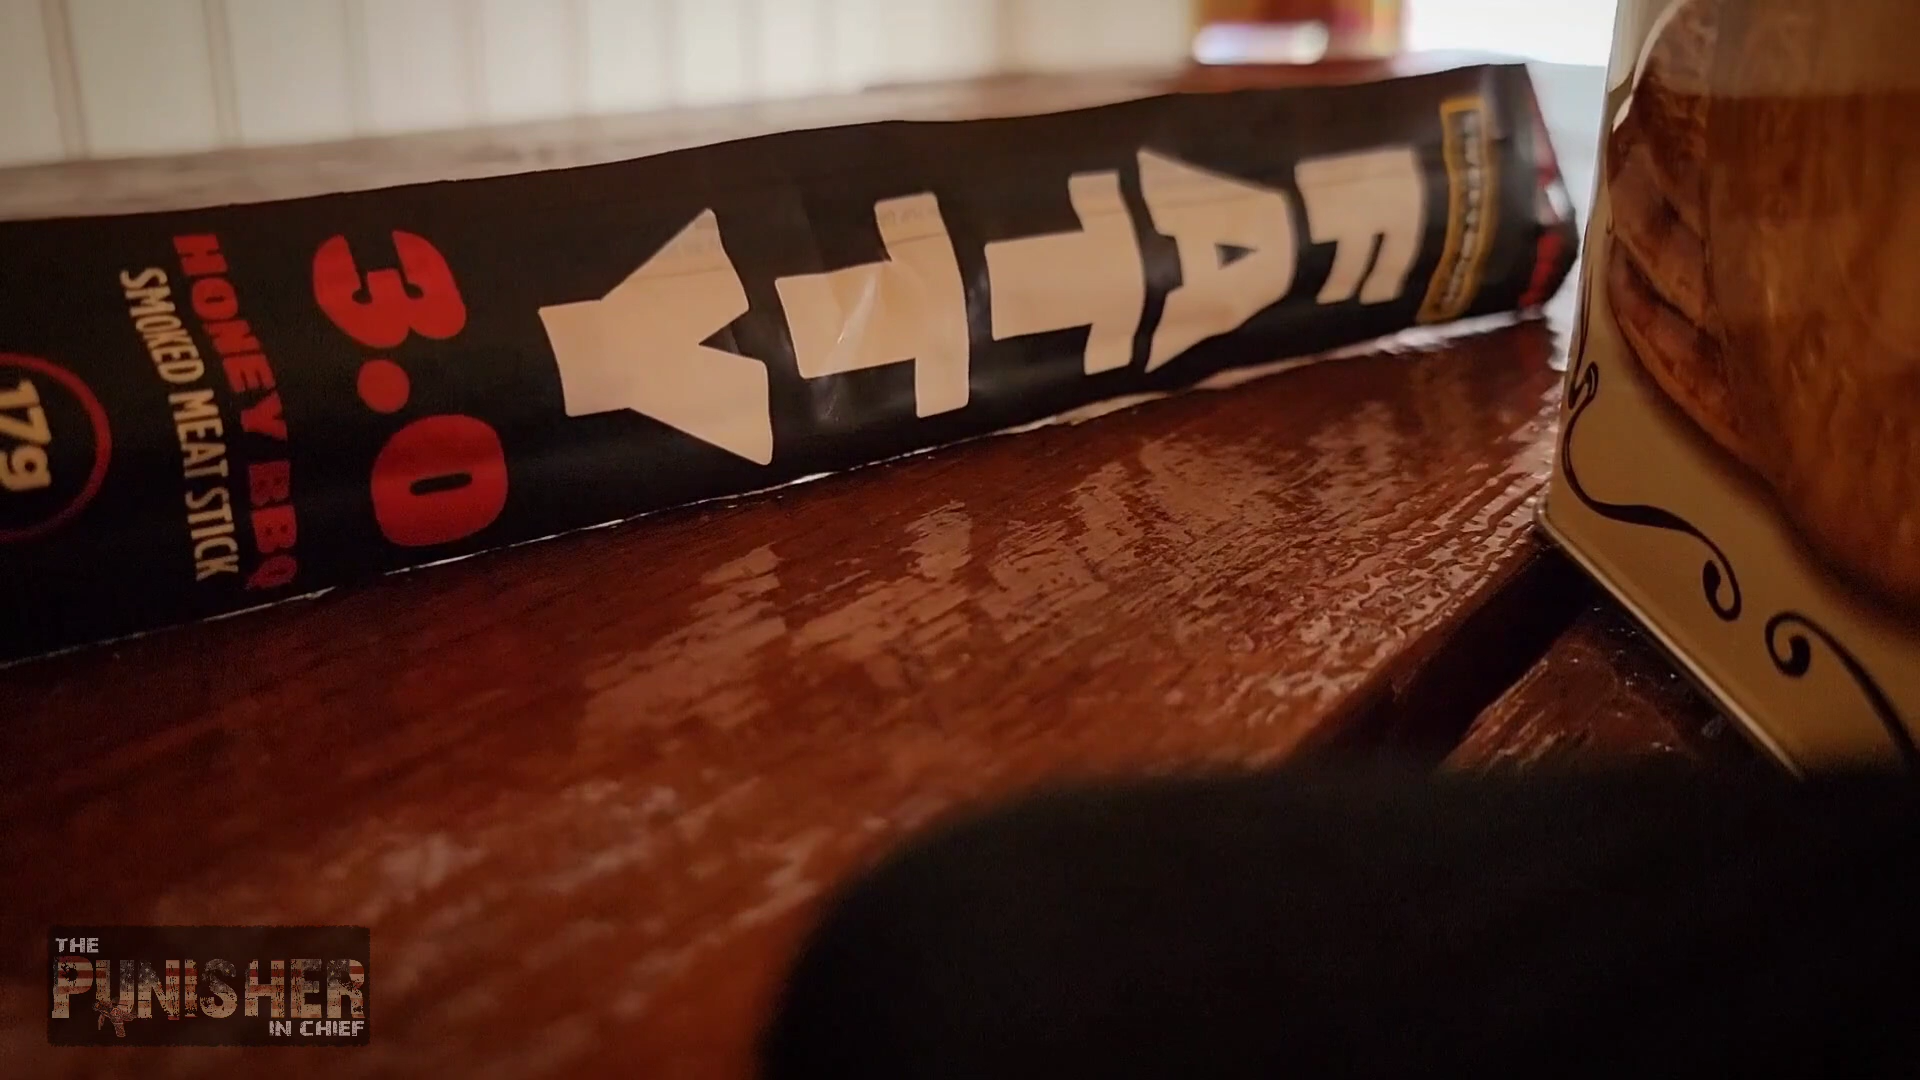 FATTY
3.0
HONEY BBQ
SMOKED MEAT STICK
17g
THE
PUNISHER
IN CHIEF